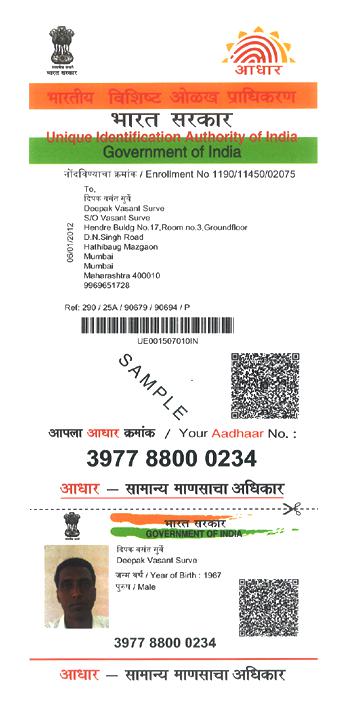 भारत सरकार
आधार
भारतीय विशिष्ट ओळख प्राधिकरण
भारत सरकार
Unique Identification Authority of India
Government of India
नोंदविण्याचा क्रमांक / Enrollment No 1190/11450/02075
To,
दिपक वसंत सुर्वे
Deepak Vasant Surve
S/O Vasant Surve
Hendre Buldg No.17,Room no.3,Groundfloor
D.N.Singh Road
Hathibaug Mazgaon
Mumbai
Mumbai
Maharashtra 400010
9969651728
06/01/2012
Ref: 290 / 25A / 90679 / 90694 / P
UE001507010IN
SAMPLE
आपला आधार क्रमांक / Your Aadhaar No. :
3977 8800 0234
आधार — सामान्य माणसाचा अधिकार
भारत सरकार
GOVERNMENT OF INDIA
दिपक वसंत सुर्वे
Deepak Vasant Surve
जन्म वर्ष / Year of Birth : 1967
पुरुष / Male
3977 8800 0234
आधार — सामान्य माणसाचा अधिकार